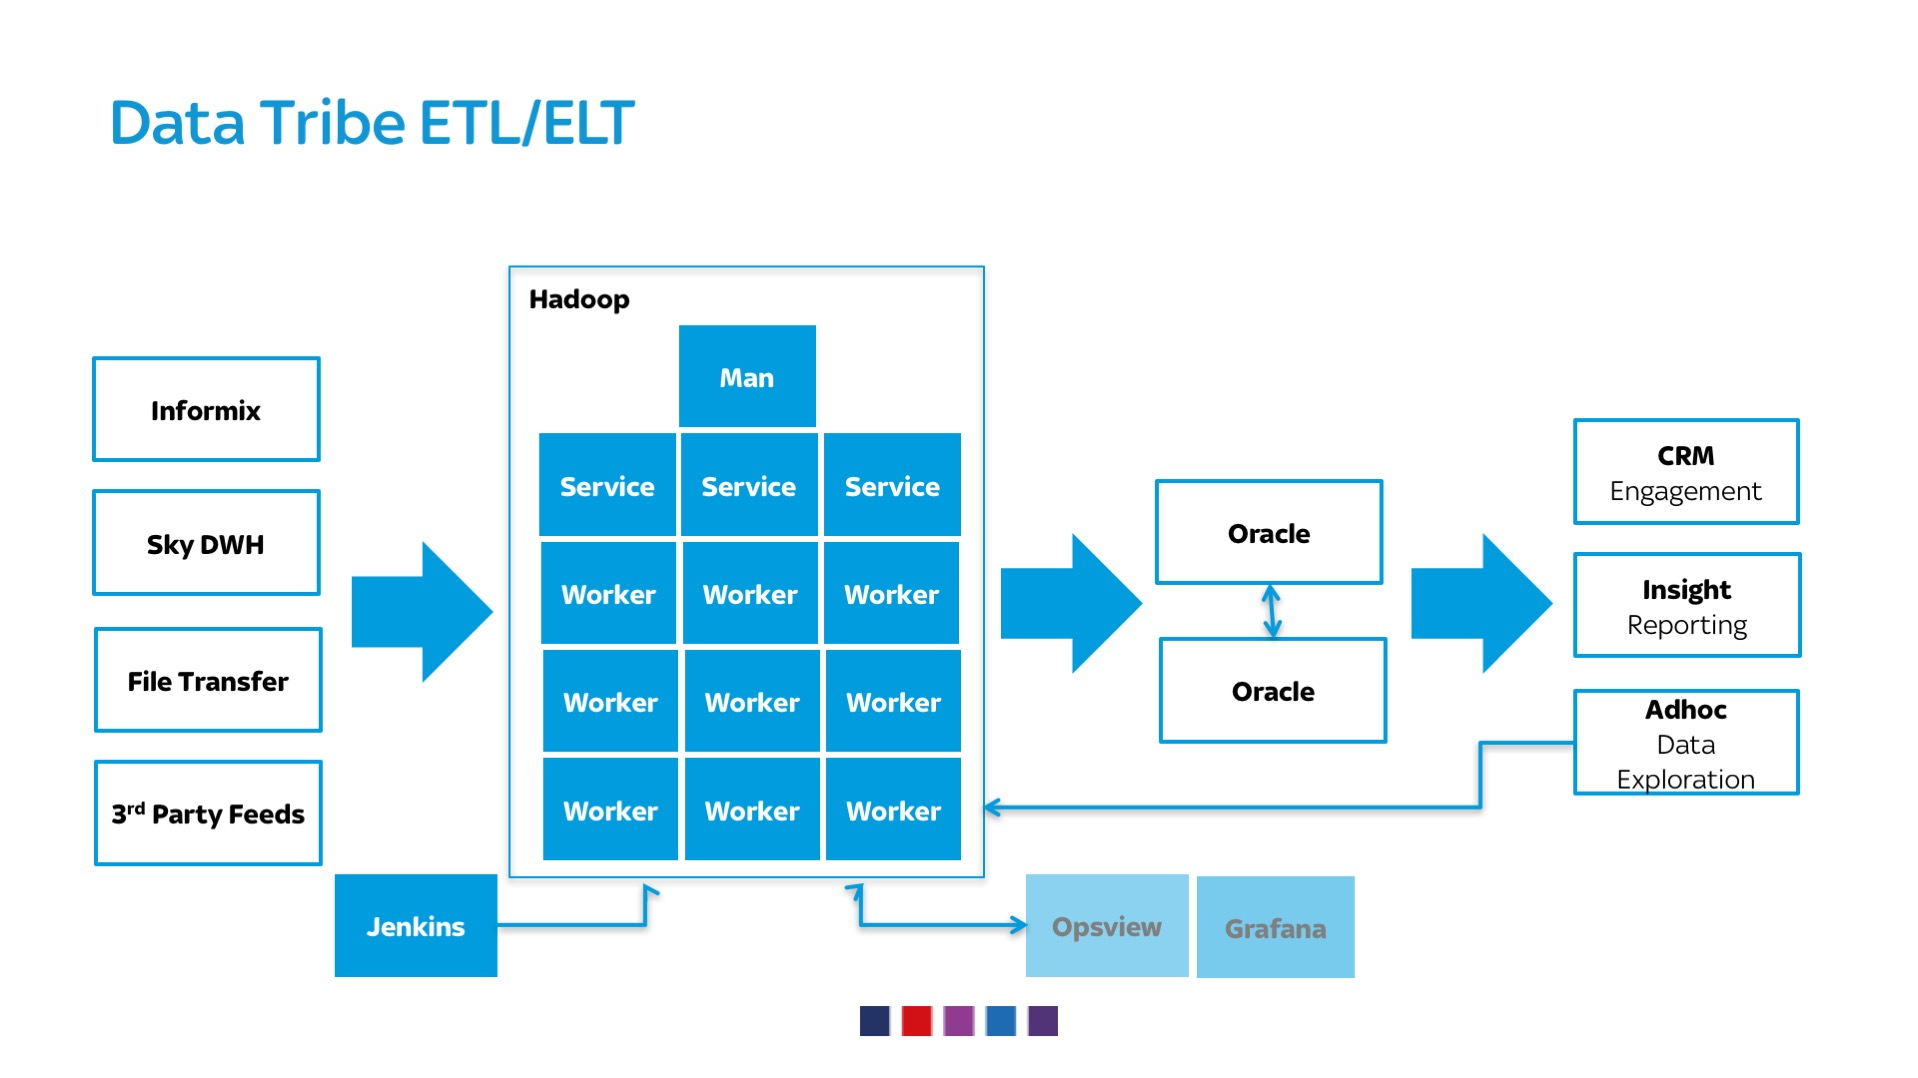 Data Tribe ETL/ELT
Informix
Sky DWH
File Transfer
3rd Party Feeds
Hadoop
Man
Service Service Service
Worker Worker Worker
Worker Worker Worker
Worker Worker Worker
Jenkins
Opsview
Grafana
Oracle
Oracle
CRM
Engagement
Insight
Reporting
Adhoc
Data
Exploration